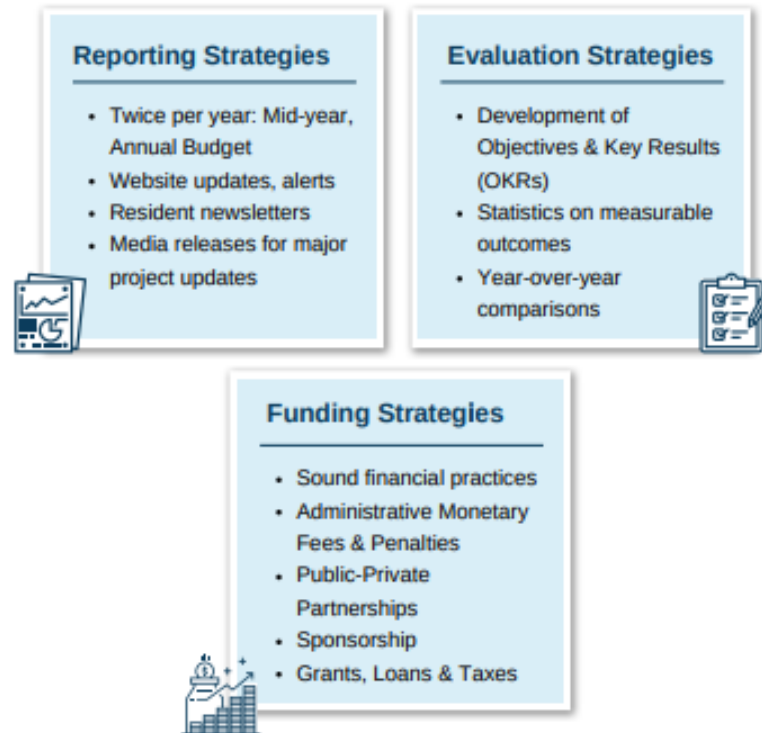 Reporting Strategies
• Twice per year: Mid-year,
Annual Budget
• Website updates, alerts
• Resident newsletters
• Media releases for major
project updates
Evaluation Strategies
• Development of
Objectives & Key Results
(OKRs)
• Statistics on measurable
outcomes
• Year-over-year
comparisons
Funding Strategies
• Sound financial practices
• Administrative Monetary
Fees & Penalties
• Public-Private
Partnerships
• Sponsorship
• Grants, Loans & Taxes